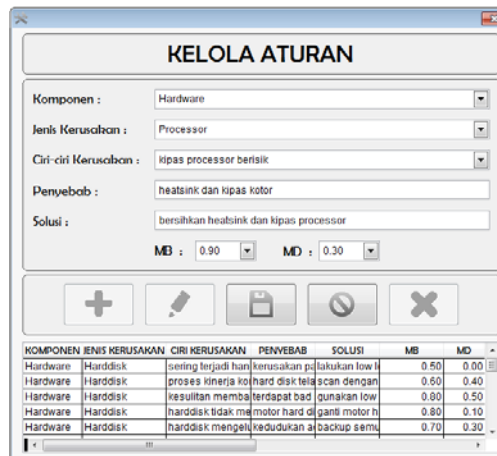 KELOLA ATURAN
Komponen : Hardware
Jenis Kerusakan : Processor
Ciri-ciri Kerusakan : kipas processor berisik
Penyebab : heatsink dan kipas kotor
Solusi : bersihkan heatsink dan kipas processor
MB : 0.90 MD : 0.30
KOMPONEN JENIS KERUSAKAN CIRI KERUSAKAN PENYEBAB SOLUSI MB MD
Hardware Harddisk sering terjadi han kerusakan pa lakukan low l 0.50 0.00
Hardware Harddisk proses kinerja ko hard disk tela scan dengan 0.60 0.40
Hardware Harddisk kesulitan memba terdapat bad gunakan low 0.80 0.50
Hardware Harddisk harddisk tidak me motor hard di ganti motor h 0.80 0.10
Hardware Harddisk harddisk mengelu kedudukan a backup semu 0.70 0.30